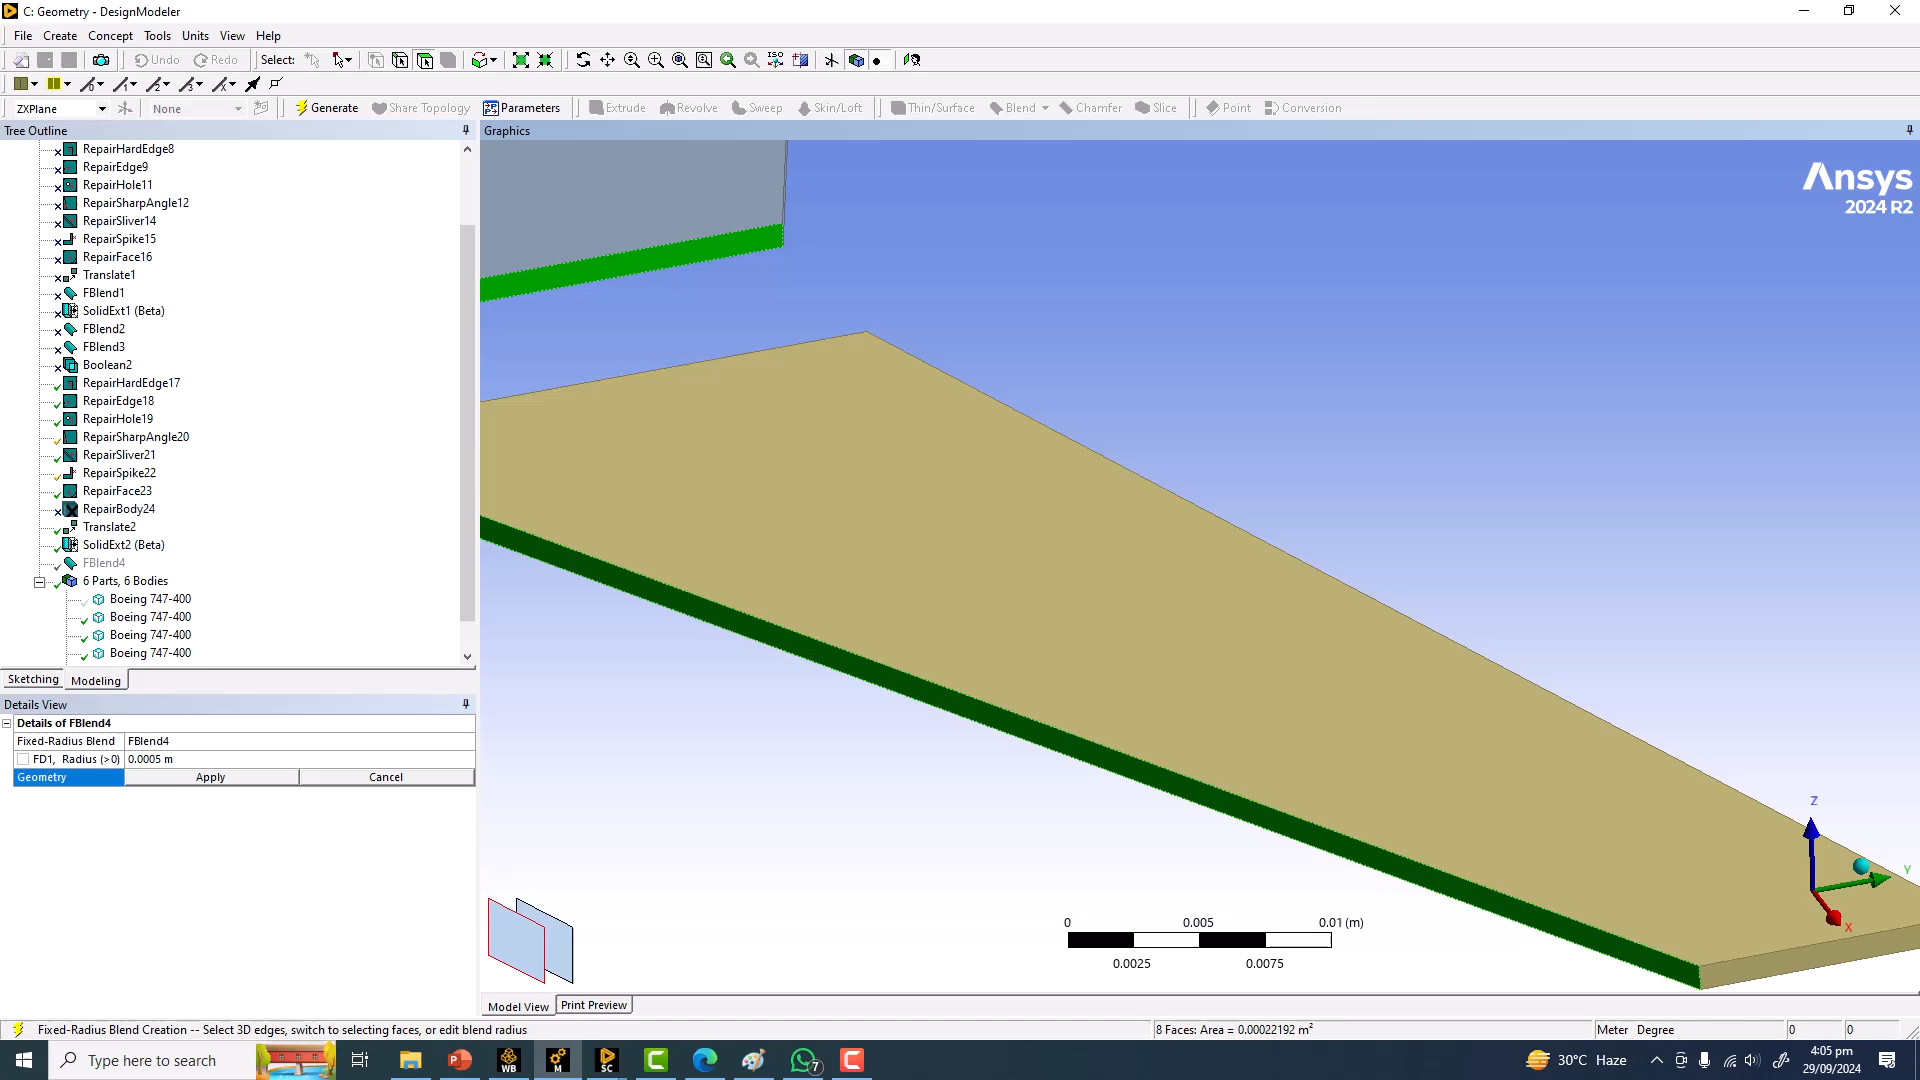 C: Geometry - DesignModeler
File Create Concept Tools Units View Help
Undo Redo Select: ISO
ZXPlane None Generate Share Topology Parameters Extrude Revolve Sweep Skin/Loft Thin/Surface Blend Chamfer Slice Point Conversion
Tree Outline
Graphics
RepairHardEdge8
RepairEdge9
RepairHole11
RepairSharpAngle12
RepairSliver14
RepairSpike15
RepairFace16
Translate1
FBlend1
SolidExt1 (Beta)
FBlend2
FBlend3
Boolean2
RepairHardEdge17
RepairEdge18
RepairHole19
RepairSharpAngle20
RepairSliver21
RepairSpike22
RepairFace23
RepairBody24
Translate2
SolidExt2 (Beta)
FBlend4
6 Parts, 6 Bodies
Boeing 747-400
Boeing 747-400
Boeing 747-400
Boeing 747-400
Sketching Modeling
Details View
Details of FBlend4
Fixed-Radius Blend FBlend4
FD1, Radius (>0) 0.0005 m
Geometry Apply Cancel
Ansys
2024 R2
Z
Y
X
0 0.005 0.01 (m)
0.0025 0.0075
Model View Print Preview
Fixed-Radius Blend Creation -- Select 3D edges, switch to selecting faces, or edit blend radius
8 Faces: Area = 0.00022192 m²
Meter Degree 0 0
Type here to search
WB
M
SC
7
30°C Haze
4:05 pm
29/09/2024